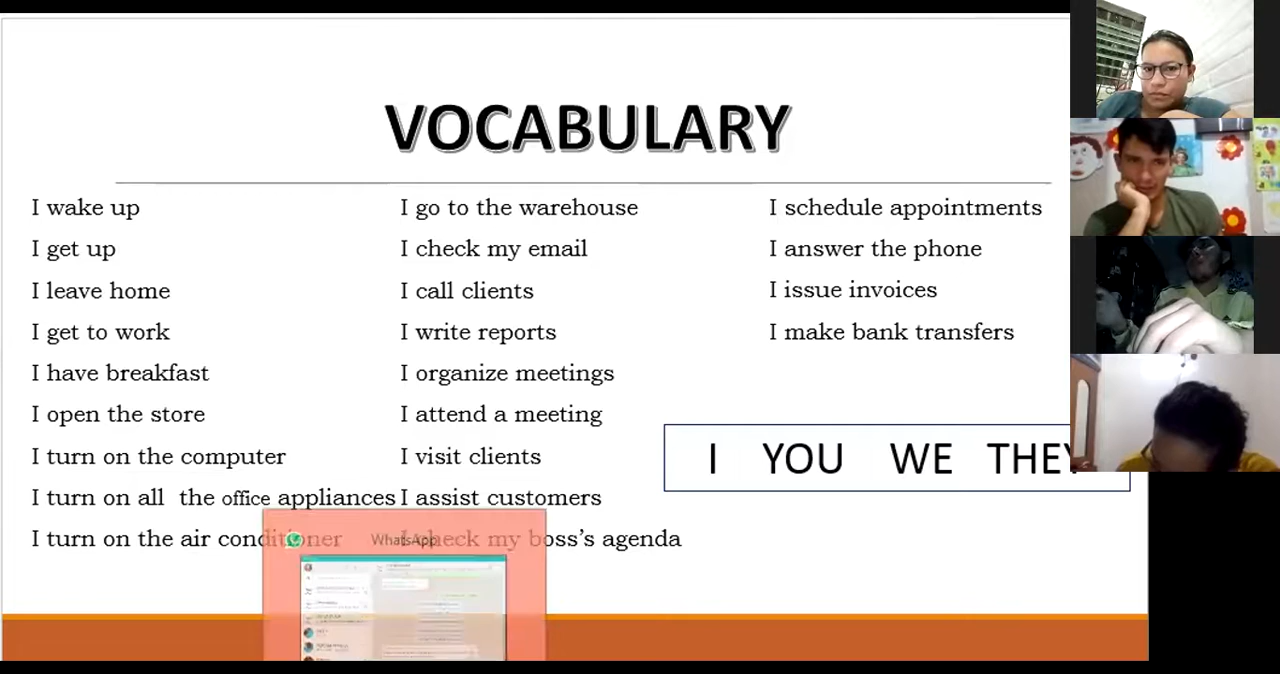 VOCABULARY
I wake up
I get up
I leave home
I get to work
I have breakfast
I open the store
I turn on the computer
I turn on all the office appliances
I turn on the air conditioner
I go to the warehouse
I check my email
I call clients
I write reports
I organize meetings
I attend a meeting
I visit clients
I assist customers
I check my boss's agenda
I schedule appointments
I answer the phone
I issue invoices
I make bank transfers
I YOU WE THEY
WhatsApp